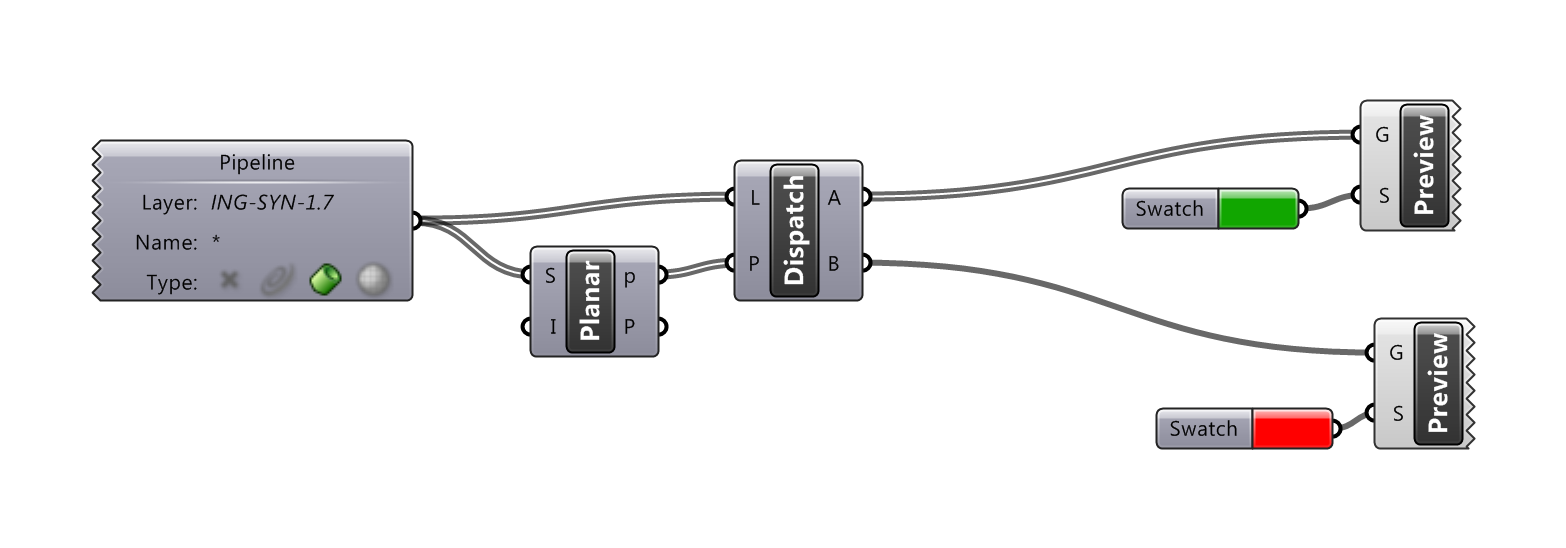 Pipeline
Layer: ING-SYN-1.7
Name: *
Type:
S
I
Planar
p
P
L
P
Dispatch
A
B
Swatch
G
S
Preview
Swatch
G
S
Preview